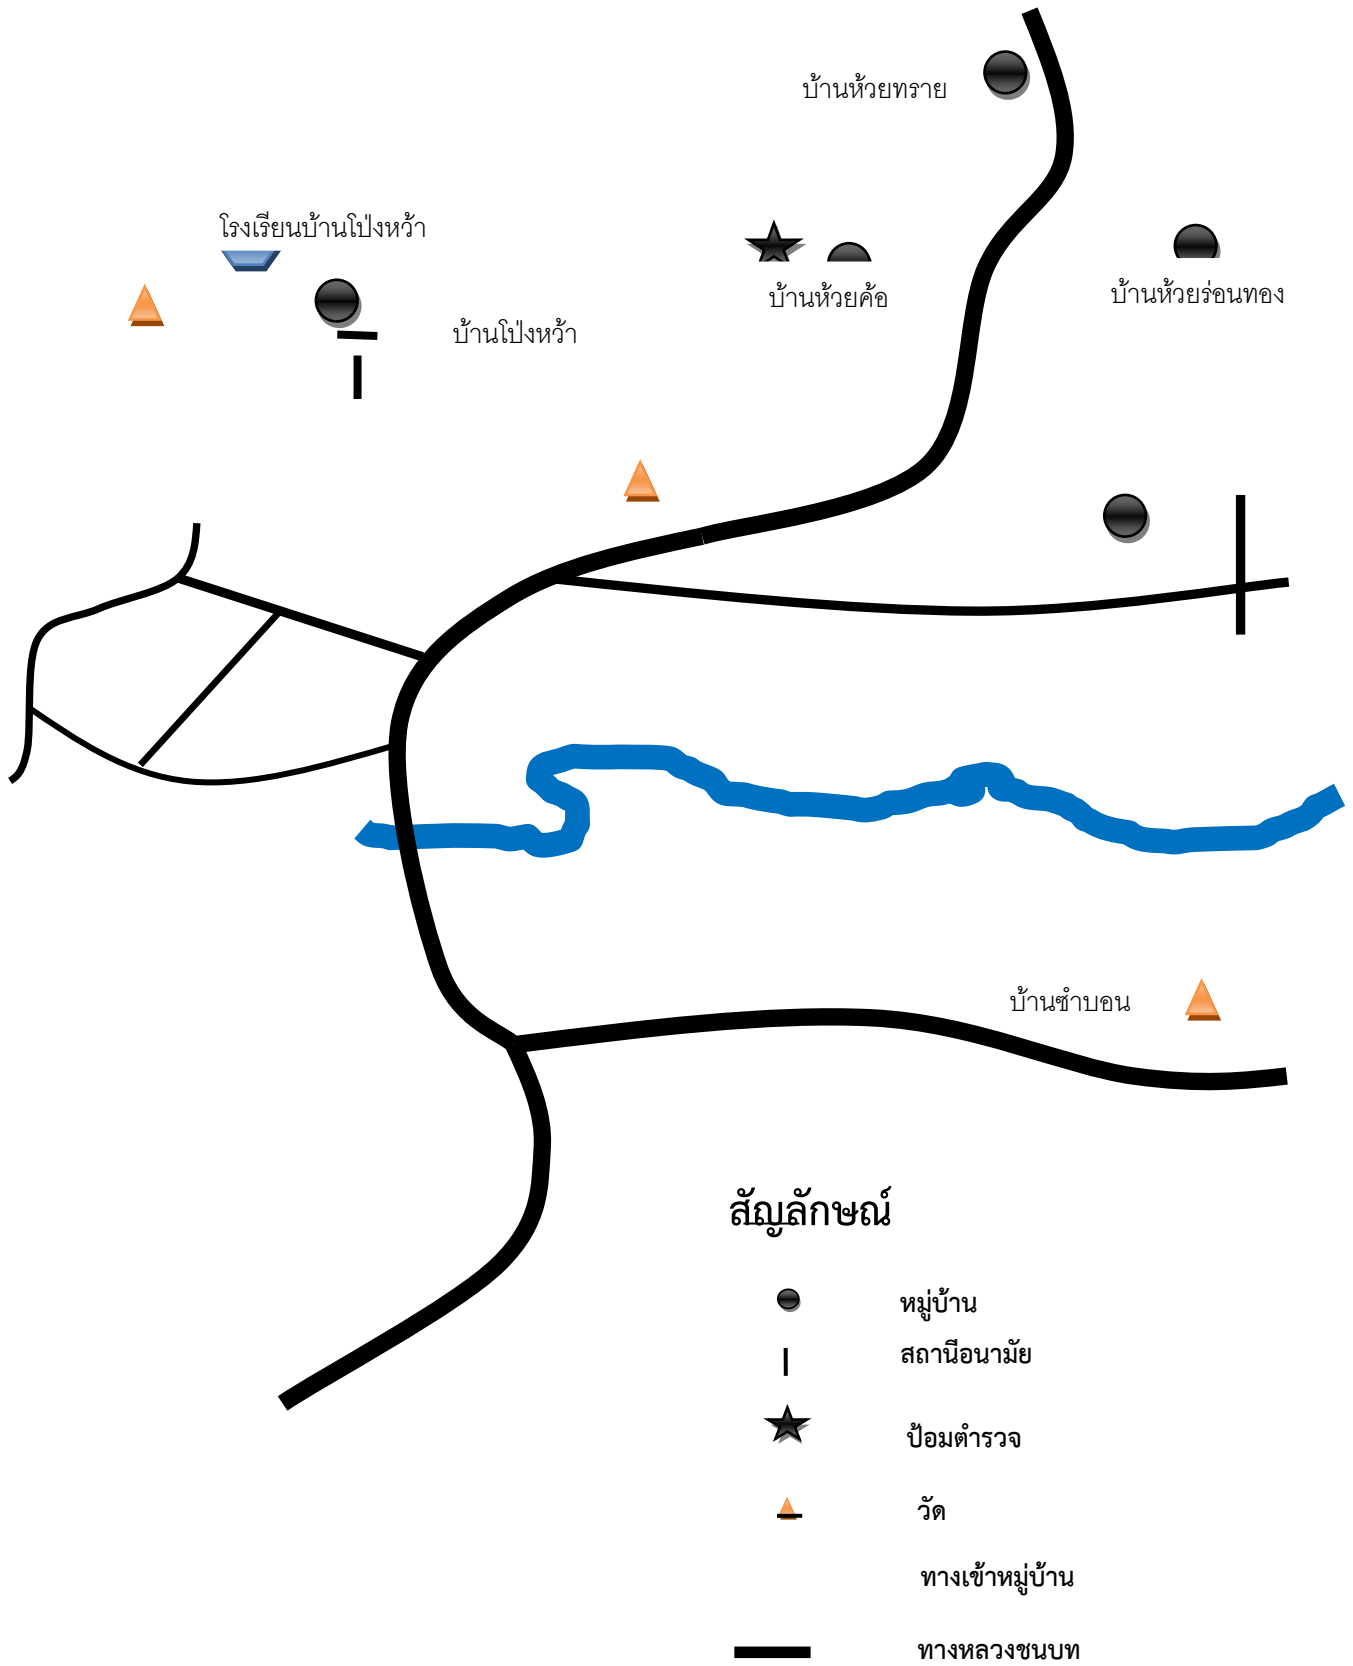 บ้านห้วยทราย
โรงเรียนบ้านโป่งหว้า
บ้านห้วยค้อ
บ้านห้วยร่อนทอง
บ้านโป่งหว้า
บ้านซำบอน
สัญลักษณ์
หมู่บ้าน
สถานีอนามัย
ป้อมตำรวจ
วัด
ทางเข้าหมู่บ้าน
ทางหลวงชนบท